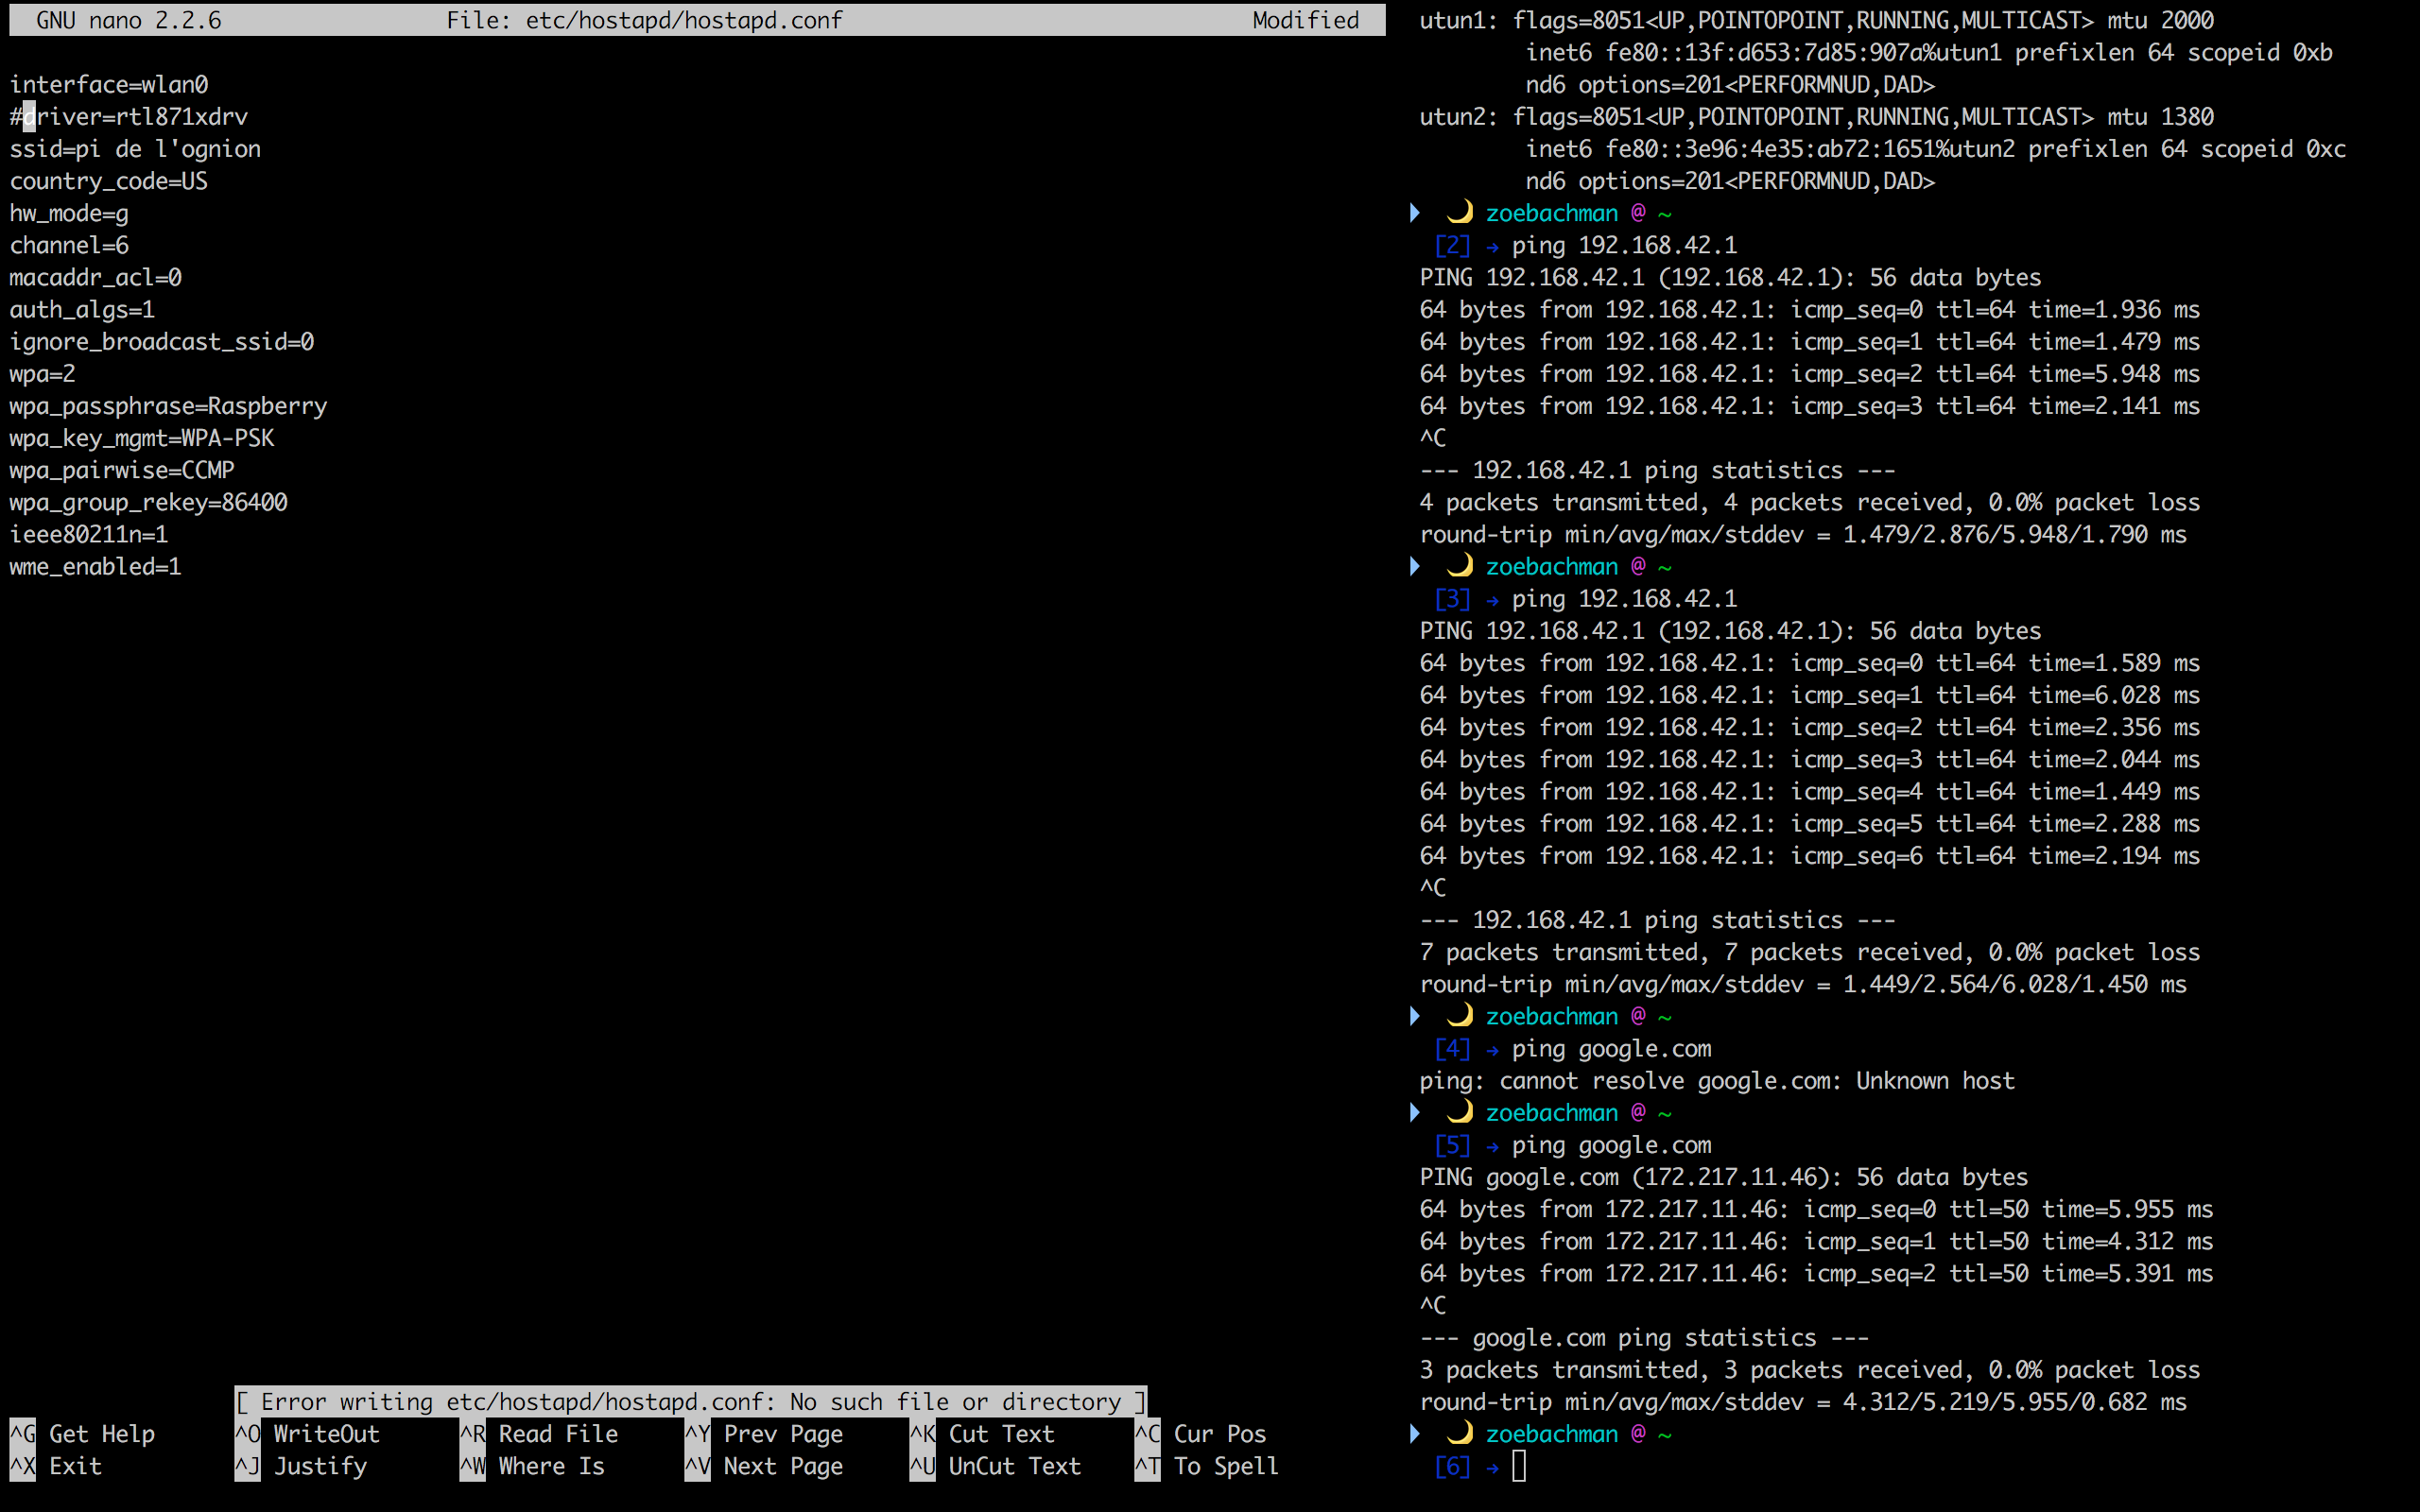 GNU nano 2.2.6 File: etc/hostapd/hostapd.conf Modified
interface=wlan0
#driver=rtl871xdrv
ssid=pi de l'ognion
country_code=US
hw_mode=g
channel=6
macaddr_acl=0
auth_algs=1
ignore_broadcast_ssid=0
wpa=2
wpa_passphrase=Raspberry
wpa_key_mgmt=WPA-PSK
wpa_pairwise=CCMP
wpa_group_rekey=86400
ieee80211n=1
wme_enabled=1
[ Error writing etc/hostapd/hostapd.conf: No such file or directory ]
^G Get Help ^O WriteOut ^R Read File ^Y Prev Page ^K Cut Text ^C Cur Pos
^X Exit ^J Justify ^W Where Is ^V Next Page ^U UnCut Text ^T To Spell
utun1: flags=8051<UP,POINTOPOINT,RUNNING,MULTICAST> mtu 2000
inet6 fe80::13f:d653:7d85:907a%utun1 prefixlen 64 scopeid 0xb
nd6 options=201<PERFORMNUD,DAD>
utun2: flags=8051<UP,POINTOPOINT,RUNNING,MULTICAST> mtu 1380
inet6 fe80::3e96:4e35:ab72:1651%utun2 prefixlen 64 scopeid 0xc
nd6 options=201<PERFORMNUD,DAD>
zoebachman @ ~
[2] → ping 192.168.42.1
PING 192.168.42.1 (192.168.42.1): 56 data bytes
64 bytes from 192.168.42.1: icmp_seq=0 ttl=64 time=1.936 ms
64 bytes from 192.168.42.1: icmp_seq=1 ttl=64 time=1.479 ms
64 bytes from 192.168.42.1: icmp_seq=2 ttl=64 time=5.948 ms
64 bytes from 192.168.42.1: icmp_seq=3 ttl=64 time=2.141 ms
^C
--- 192.168.42.1 ping statistics ---
4 packets transmitted, 4 packets received, 0.0% packet loss
round-trip min/avg/max/stddev = 1.479/2.876/5.948/1.790 ms
zoebachman @ ~
[3] → ping 192.168.42.1
PING 192.168.42.1 (192.168.42.1): 56 data bytes
64 bytes from 192.168.42.1: icmp_seq=0 ttl=64 time=1.589 ms
64 bytes from 192.168.42.1: icmp_seq=1 ttl=64 time=6.028 ms
64 bytes from 192.168.42.1: icmp_seq=2 ttl=64 time=2.356 ms
64 bytes from 192.168.42.1: icmp_seq=3 ttl=64 time=2.044 ms
64 bytes from 192.168.42.1: icmp_seq=4 ttl=64 time=1.449 ms
64 bytes from 192.168.42.1: icmp_seq=5 ttl=64 time=2.288 ms
64 bytes from 192.168.42.1: icmp_seq=6 ttl=64 time=2.194 ms
^C
--- 192.168.42.1 ping statistics ---
7 packets transmitted, 7 packets received, 0.0% packet loss
round-trip min/avg/max/stddev = 1.449/2.564/6.028/1.450 ms
zoebachman @ ~
[4] → ping google.com
ping: cannot resolve google.com: Unknown host
zoebachman @ ~
[5] → ping google.com
PING google.com (172.217.11.46): 56 data bytes
64 bytes from 172.217.11.46: icmp_seq=0 ttl=50 time=5.955 ms
64 bytes from 172.217.11.46: icmp_seq=1 ttl=50 time=4.312 ms
64 bytes from 172.217.11.46: icmp_seq=2 ttl=50 time=5.391 ms
^C
--- google.com ping statistics ---
3 packets transmitted, 3 packets received, 0.0% packet loss
round-trip min/avg/max/stddev = 4.312/5.219/5.955/0.682 ms
zoebachman @ ~
[6] →